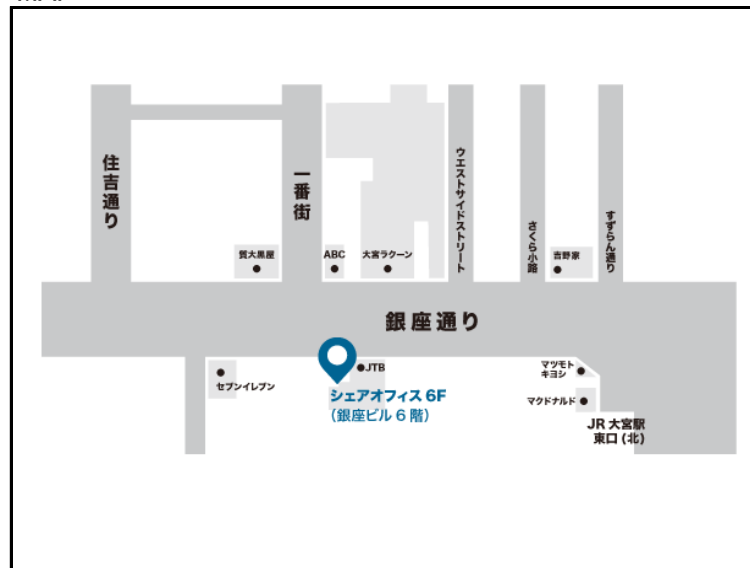 住吉通り
一番街
ウエストサイドストリート
さくら小路
すずらん通り
質大黒屋
ABC
大宮ラクーン
吉野家
銀座通り
セブンイレブン
JTB
シェアオフィス 6F
(銀座ビル 6 階)
マツモト
キヨシ
マクドナルド
JR 大宮駅
東口 (北)